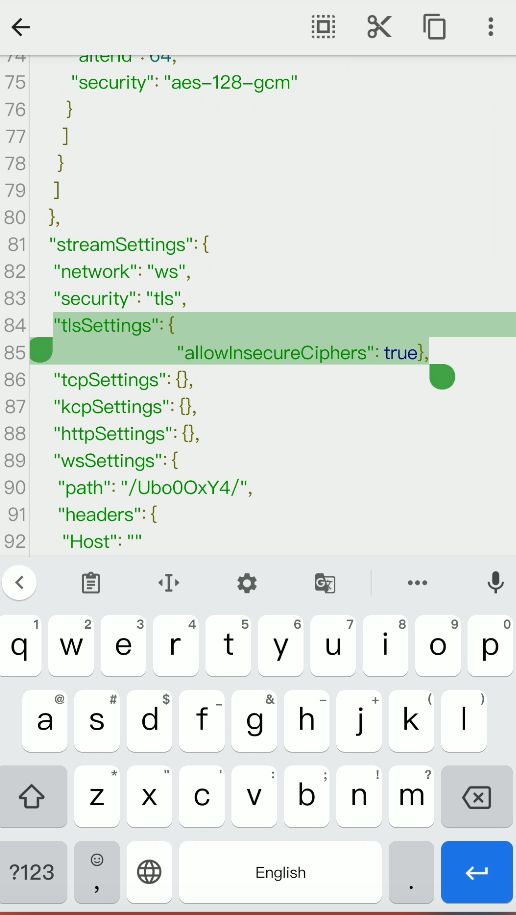 74 "alterId": 64,
75 "security": "aes-128-gcm"
76 }
77 ]
78 }
79 ]
80 },
81 "streamSettings": {
82 "network": "ws",
83 "security": "tls",
84 "tlsSettings": {
85 "allowInsecureCiphers": true},
86 "tcpSettings": {},
87 "kcpSettings": {},
88 "httpSettings": {},
89 "wsSettings": {
90 "path": "/Ubo0OxY4/",
91 "headers": {
92 "Host": ""
1 2 3 4 5 6 7 8 9 0
q w e r t y u i o p
@ # $ _ & - + ( )
a s d f g h j k l
* " ' : ; ! ?
z x c v b n m
?123 , English .